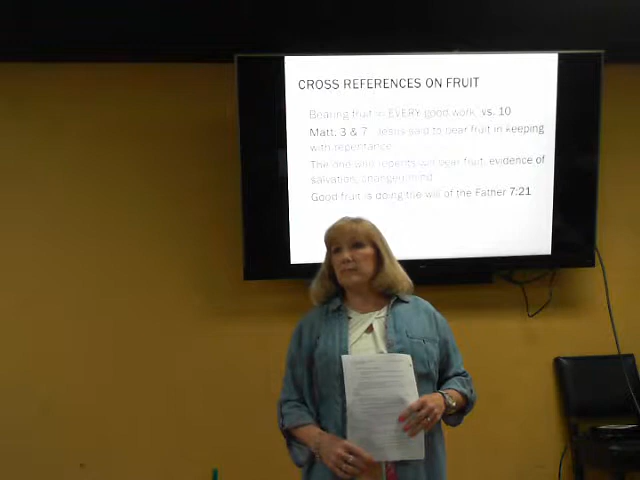 CROSS REFERENCES ON FRUIT
Bearing fruit in EVERY good work vs. 10
Matt. 3 & 7 Jesus said to bear fruit in keeping
with repentance
The one who repents will bear fruit, evidence of
salvation, changed mind
Good fruit is doing the will of the Father 7:21